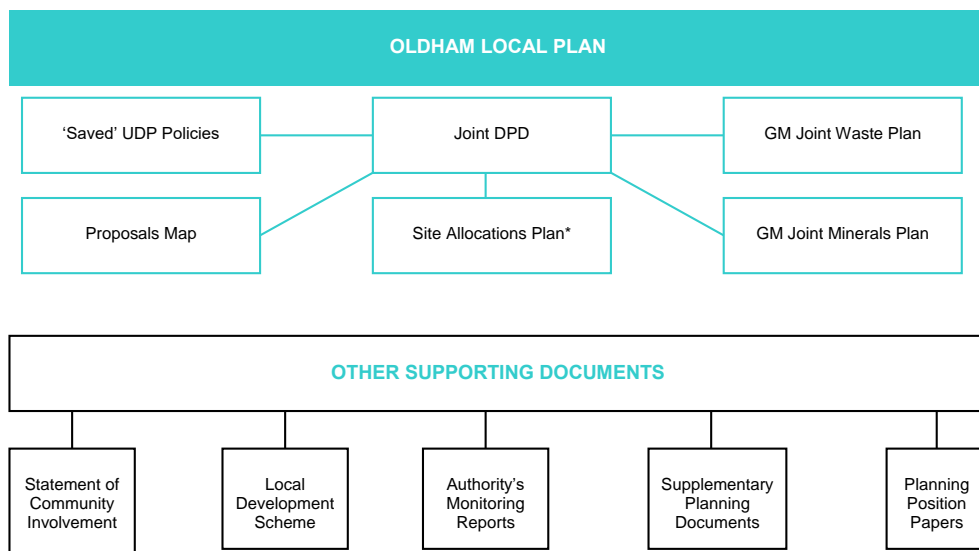 OLDHAM LOCAL PLAN
‘Saved’ UDP Policies
Joint DPD
GM Joint Waste Plan
Proposals Map
Site Allocations Plan*
GM Joint Minerals Plan
OTHER SUPPORTING DOCUMENTS
Statement of
Community
Involvement
Local
Development
Scheme
Authority’s
Monitoring
Reports
Supplementary
Planning
Documents
Planning
Position
Papers